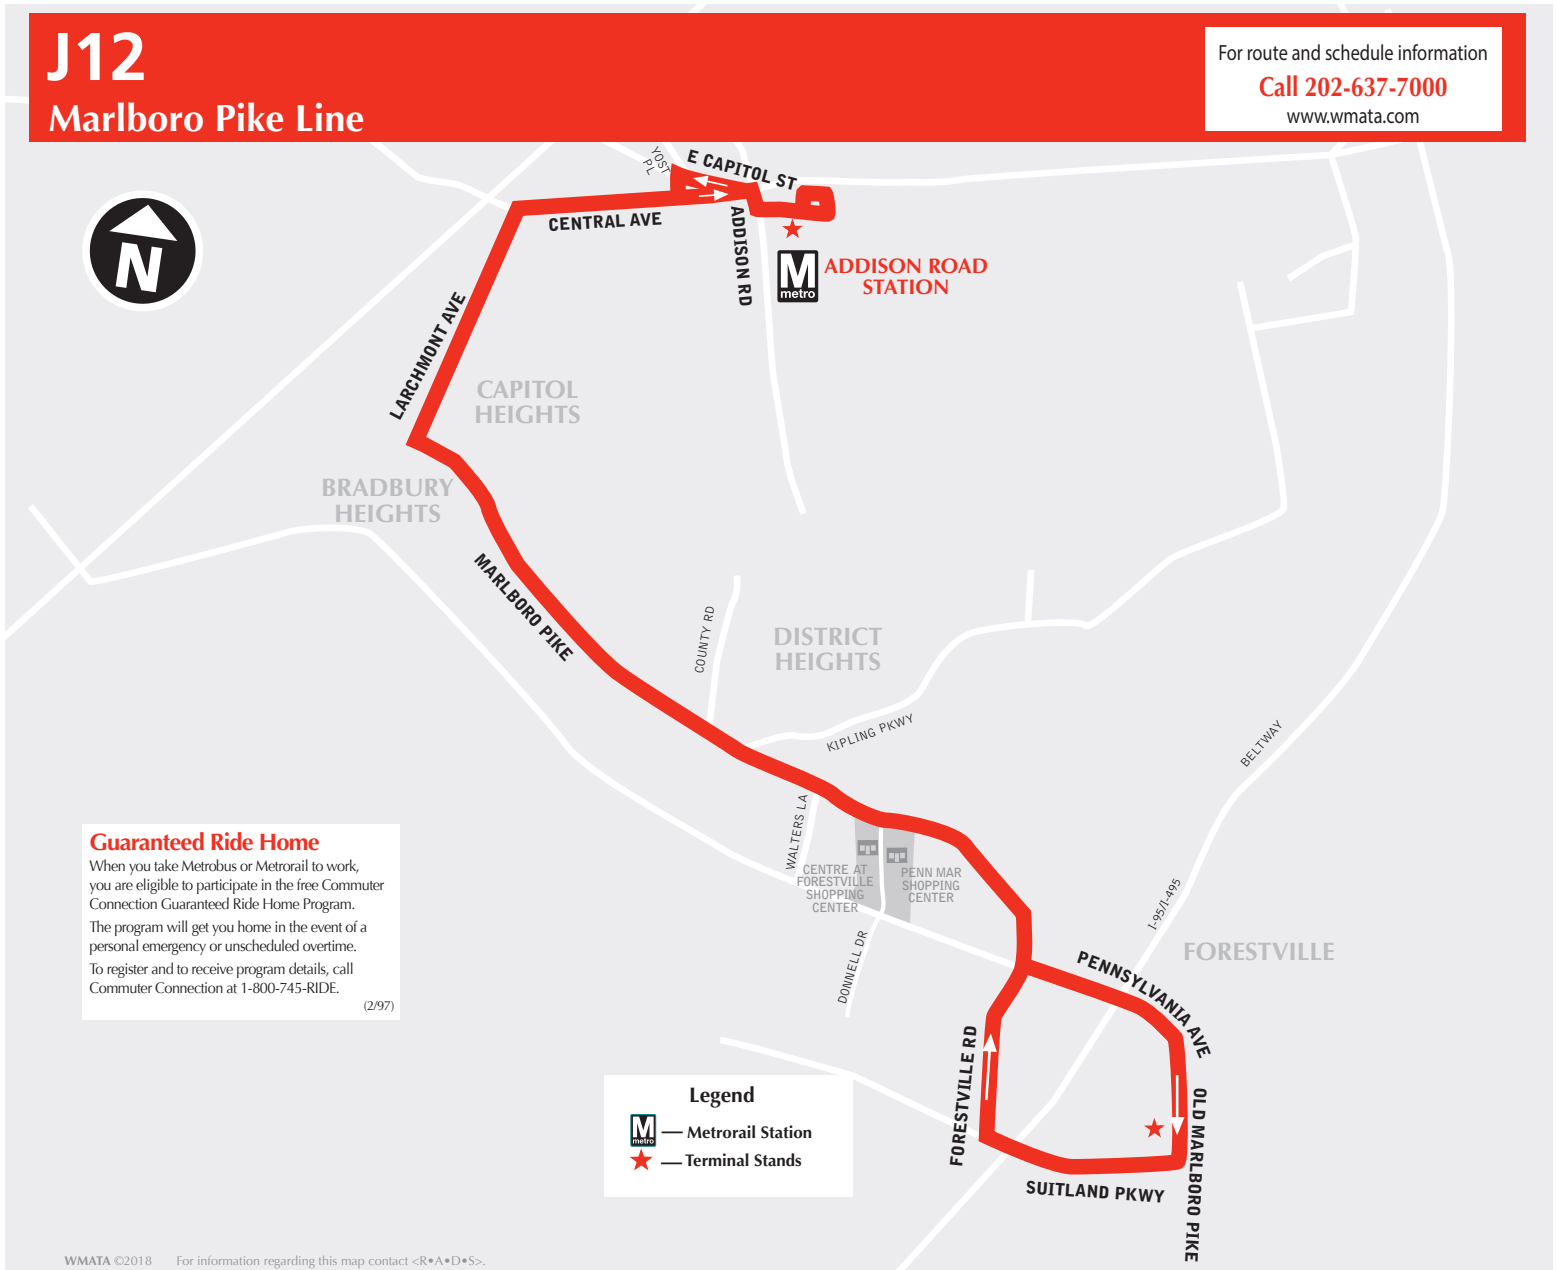 J12
Marlboro Pike Line
For route and schedule information
Call 202-637-7000
www.wmata.com
YOST
PL
E CAPITOL ST
CENTRAL AVE
ADDISON RD
N
M
metro
ADDISON ROAD
STATION
LARCHMONT AVE
CAPITOL
HEIGHTS
BRADBURY
HEIGHTS
MARLBORO PIKE
COUNTY RD
DISTRICT
HEIGHTS
KIPLING PKWY
BELTWAY
WALTERS LA
CENTRE AT
FORESTVILLE
SHOPPING
CENTER
PENN MAR
SHOPPING
CENTER
I-95/I-495
DONNELL DR
FORESTVILLE
PENNSYLVANIA AVE
FORESTVILLE RD
OLD MARLBORO PIKE
SUITLAND PKWY
Guaranteed Ride Home
When you take Metrobus or Metrorail to work,
you are eligible to participate in the free Commuter
Connection Guaranteed Ride Home Program.
The program will get you home in the event of a
personal emergency or unscheduled overtime.
To register and to receive program details, call
Commuter Connection at 1-800-745-RIDE.
(2/97)
Legend
M
metro
— Metrorail Station
— Terminal Stands
WMATA ©2018 For information regarding this map contact <R•A•D•S>.